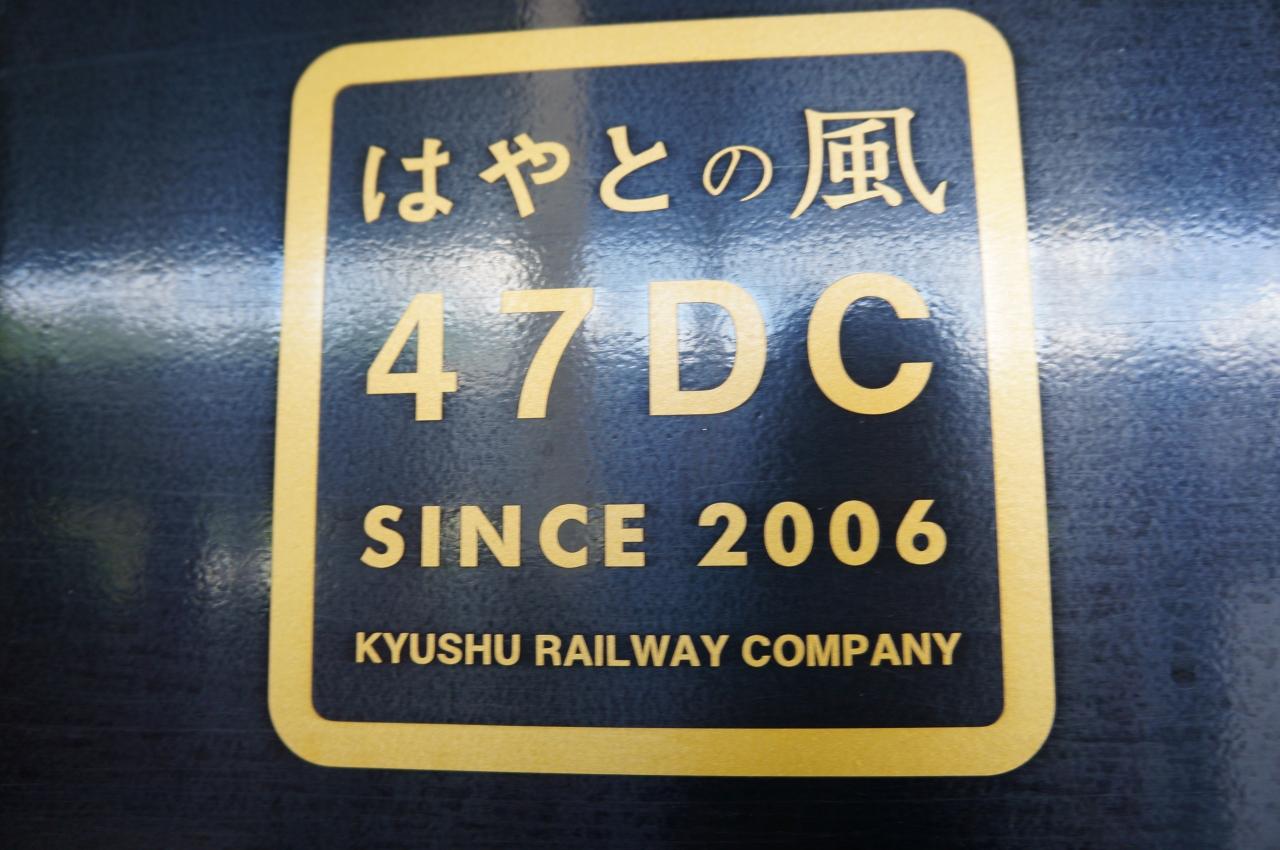 はやとの風
47DC
SINCE 2006
KYUSHU RAILWAY COMPANY